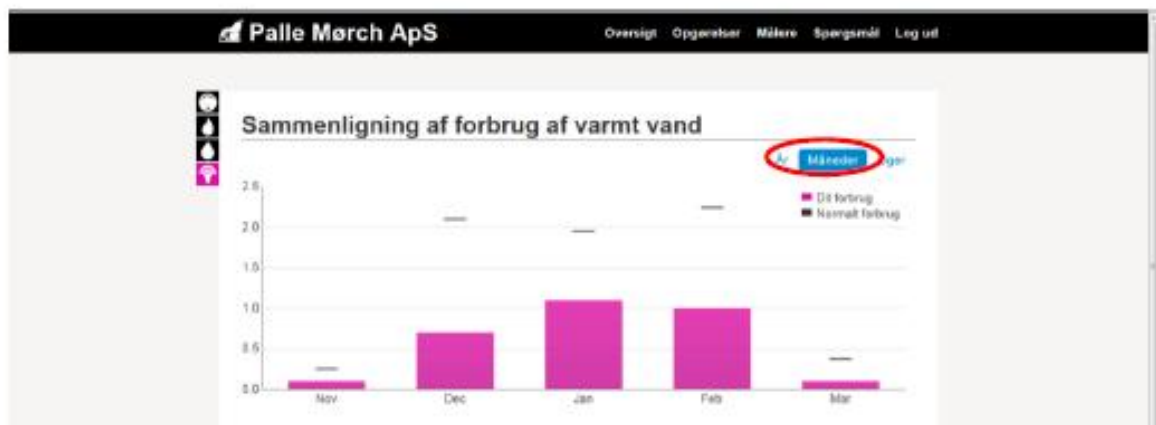 Palle Mørch ApS
Oversigt Opgørelser Målere Spørgsmål Log ud
Sammenligning af forbrug af varmt vand
År Måneder
Dit forbrug
Normalt forbrug
2.5
2.0
1.5
1.0
0.5
0.0
Nov Dec Jan Feb Mar